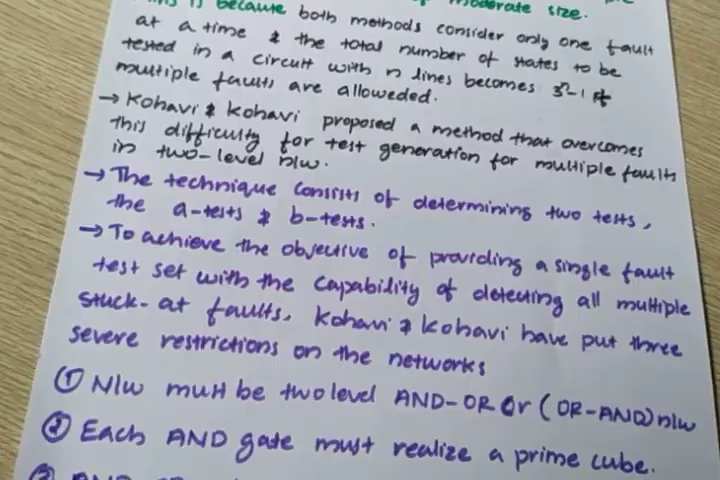 is because both methods consider only one fault
at a time & the total number of states to be
tested in a circuit with n lines becomes 3ⁿ-1 if
multiple faults are alloweded.
→ Kohavi & Kohavi proposed a method that overcomes
this difficulty for test generation for multiple faults
in two-level n/w.
→ The technique consists of determining two tests,
the a-tests & b-tests.
→ To achieve the objective of providing a single fault
test set with the capability of detecting all multiple
stuck-at faults, Kohavi & Kohavi have put three
severe restrictions on the networks
① N/w must be two level AND-OR or (OR-AND) n/w
② Each AND gate must realize a prime cube.